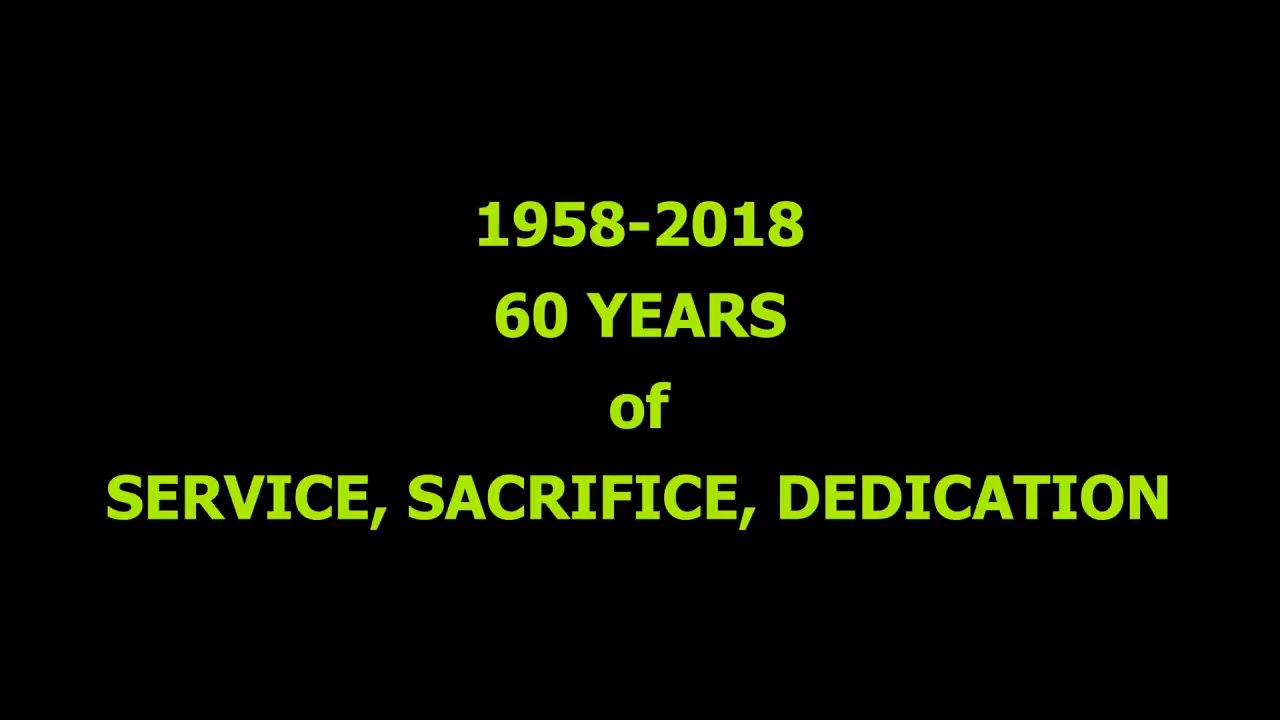 1958-2018
60 YEARS
of
SERVICE, SACRIFICE, DEDICATION